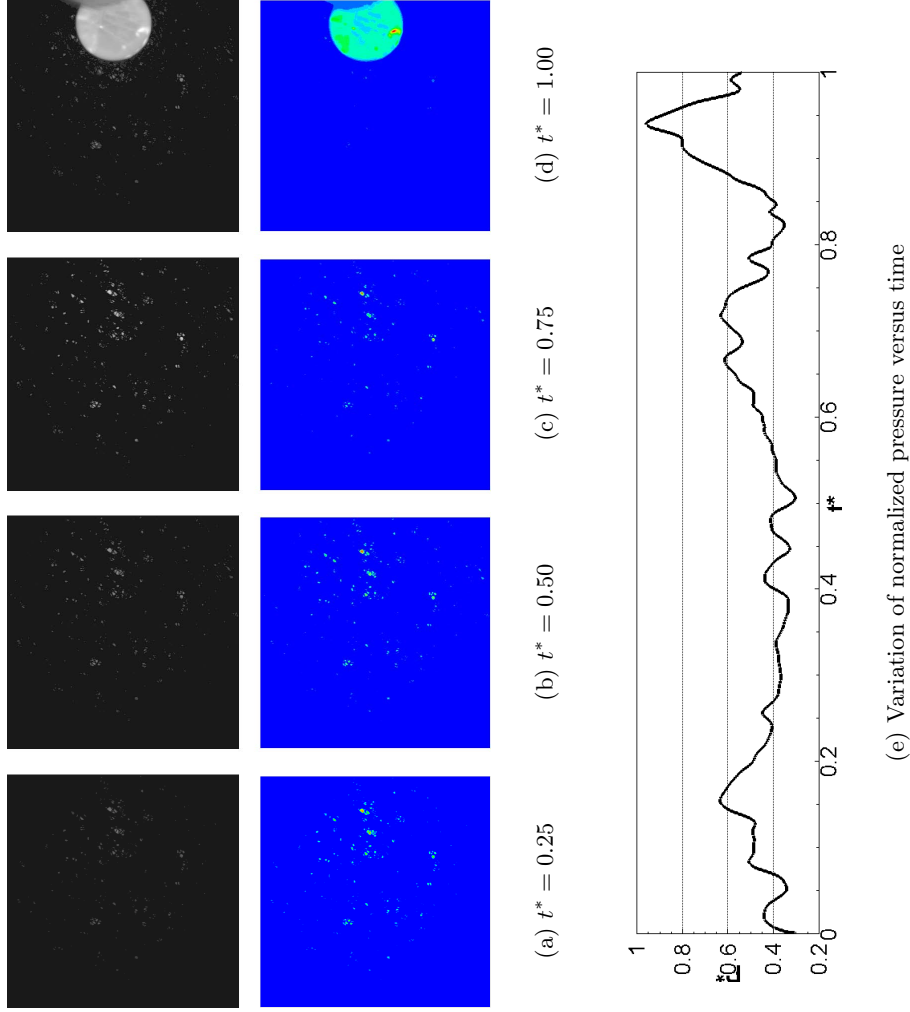 (a) t* = 0.25
(b) t* = 0.50
(c) t* = 0.75
(d) t* = 1.00
1
0.8
0.6
0.4
0.2
0
0.2
0.4
0.6
0.8
1
t*
(e) Variation of normalized pressure versus time